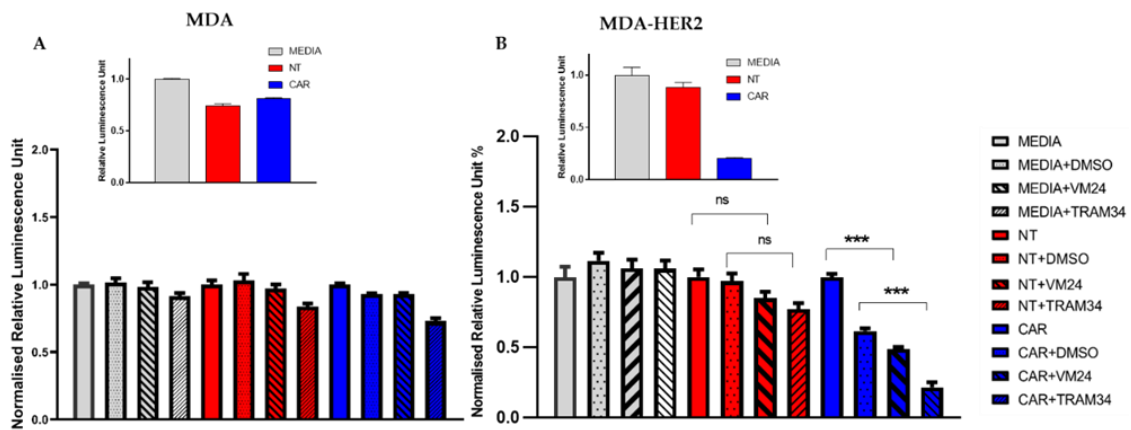 MDA
MDA-HER2
A
B
Relative Luminescence Unit
1.0
0.5
0.0
MEDIA
NT
CAR
Relative Luminescence Unit
1.0
0.5
0.0
MEDIA
NT
CAR
Normalised Relative Luminescence Unit
2.0
1.5
1.0
0.5
0.0
Normalised Relative Luminescence Unit %
2.0
1.5
1.0
0.5
0.0
ns
ns
***
***
MEDIA
MEDIA+DMSO
MEDIA+VM24
MEDIA+TRAM34
NT
NT+DMSO
NT+VM24
NT+TRAM34
CAR
CAR+DMSO
CAR+VM24
CAR+TRAM34